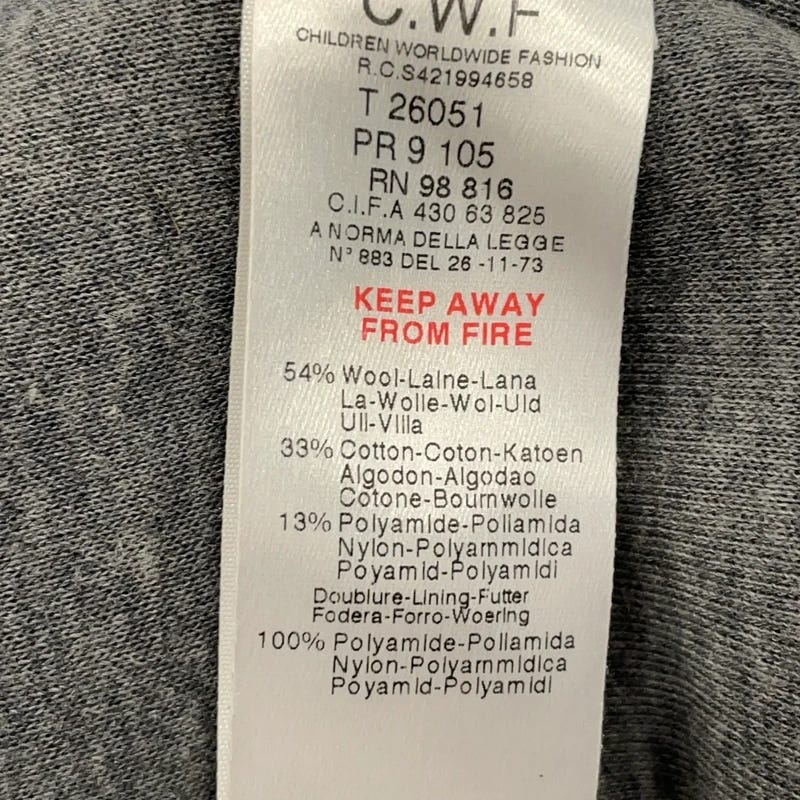 C.W.F
CHILDREN WORLDWIDE FASHION
R.C.S421994658
T 26051
PR 9 105
RN 98 816
C.I.F.A 430 63 825
A NORMA DELLA LEGGE
N° 883 DEL 26 -11-73
KEEP AWAY
FROM FIRE
54% Wool-Laine-Lana
La-Wolle-Wol-Uld
Ull-Villa
33% Cotton-Coton-Katoen
Algodon-Algodao
Cotone-Bournwolle
13% Polyamide-Poliamida
Nylon-Polyarnmidica
Poyamid-Polyamidi
Doublure-Lining-Futter
Fodera-Forro-Woering
100% Polyamide-Poliamida
Nylon-Polyarnmidica
Poyamid-Polyamidi